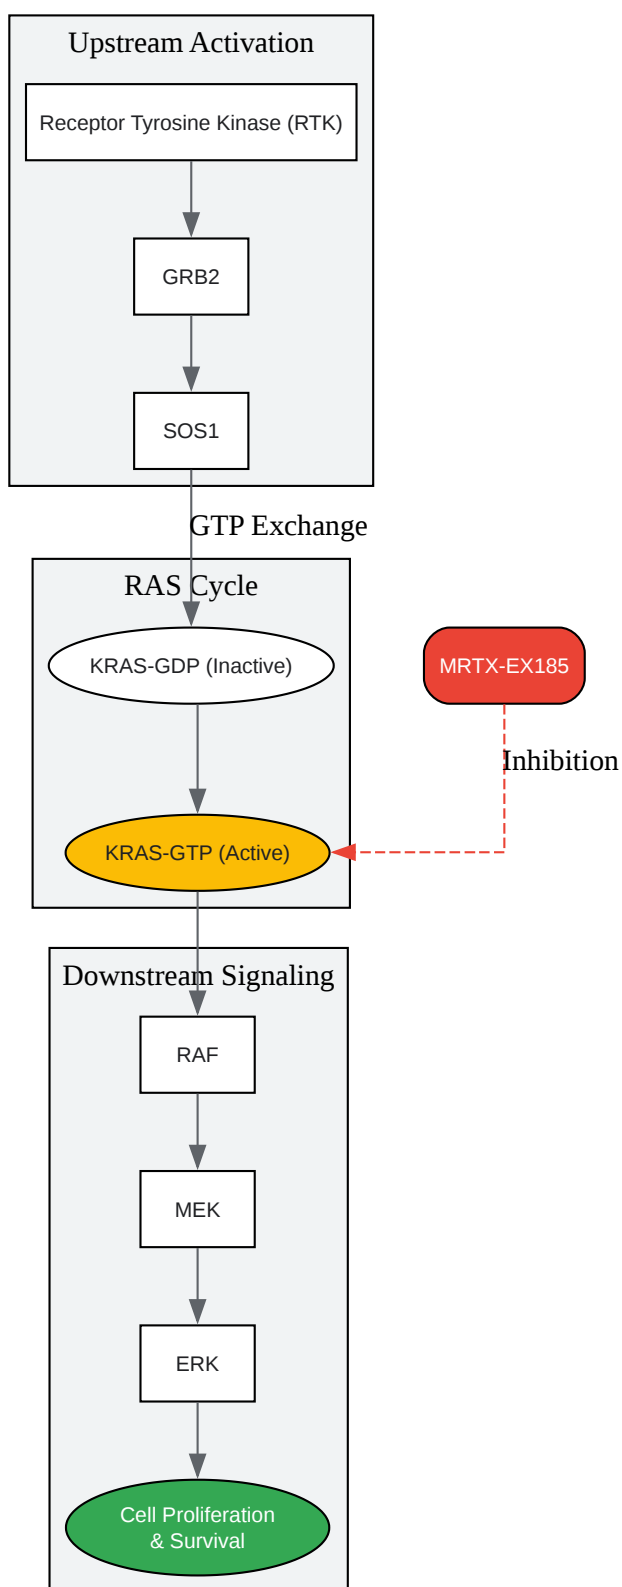 Upstream Activation
Receptor Tyrosine Kinase (RTK)
GRB2
SOS1
GTP Exchange
RAS Cycle
KRAS-GDP (Inactive)
MRTX-EX185
Inhibition
KRAS-GTP (Active)
Downstream Signaling
RAF
MEK
ERK
Cell Proliferation
& Survival